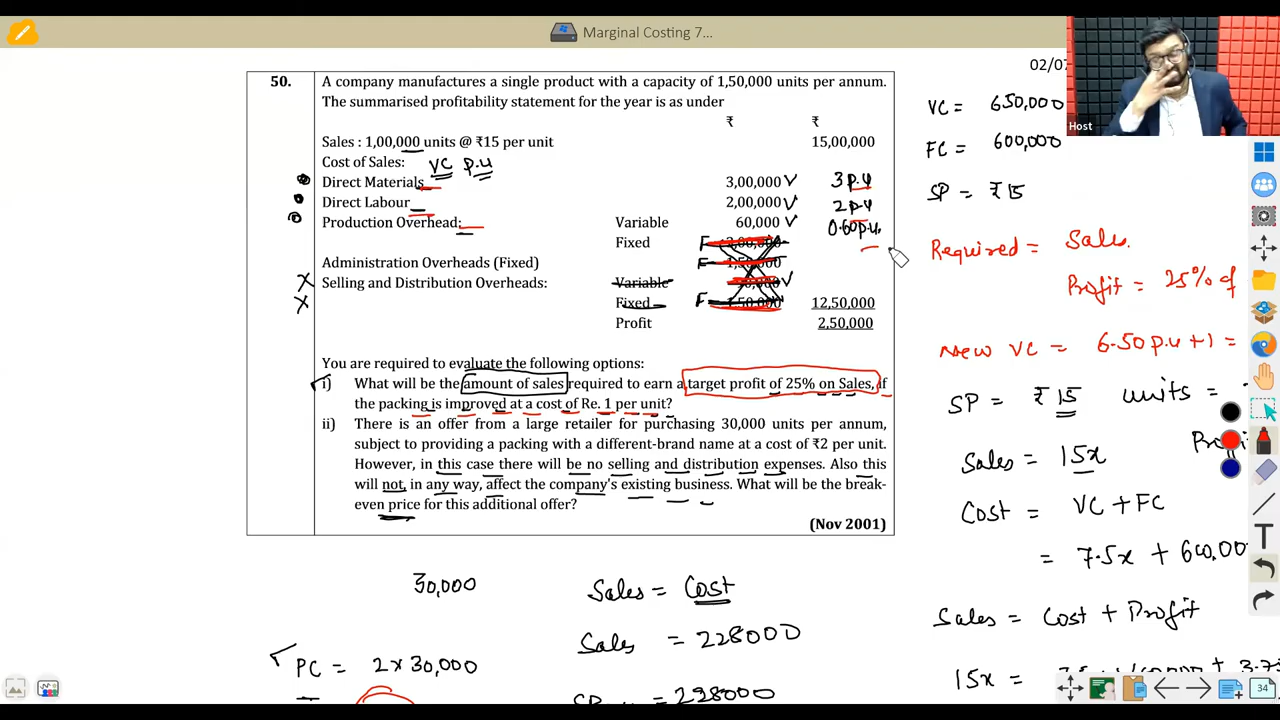 Marginal Costing 7...
02/0
Host
50. A company manufactures a single product with a capacity of 1,50,000 units per annum.
The summarised profitability statement for the year is as under
₹ ₹
Sales : 1,00,000 units @ ₹15 per unit 15,00,000
Cost of Sales: VC p.u
Direct Materials 3,00,000 V 3 p.u
Direct Labour 2,00,000 V 2 p.u
Production Overhead: Variable 60,000 V 0.60 p.u.
Fixed F
Administration Overheads (Fixed) F
Selling and Distribution Overheads: Variable V
Fixed F 12,50,000
Profit 2,50,000
You are required to evaluate the following options:
i) What will be the amount of sales required to earn a target profit of 25% on Sales, if
the packing is improved at a cost of Re. 1 per unit?
ii) There is an offer from a large retailer for purchasing 30,000 units per annum,
subject to providing a packing with a different-brand name at a cost of ₹2 per unit.
However, in this case there will be no selling and distribution expenses. Also this
will not, in any way, affect the company's existing business. What will be the break-
even price for this additional offer?
(Nov 2001)
30,000
PC = 2 x 30,000
Sales = Cost
Sales = 228000
SP = 228000
VC = 650,000
FC = 600,000
SP = ₹15
Required = Sales.
Profit = 25% of
New VC = 6.50 p.u + 1 =
SP = ₹15 units =
Sales = 15x
Cost = VC + FC
= 7.5x + 600,00
Sales = Cost + Profit
15x =
T
34